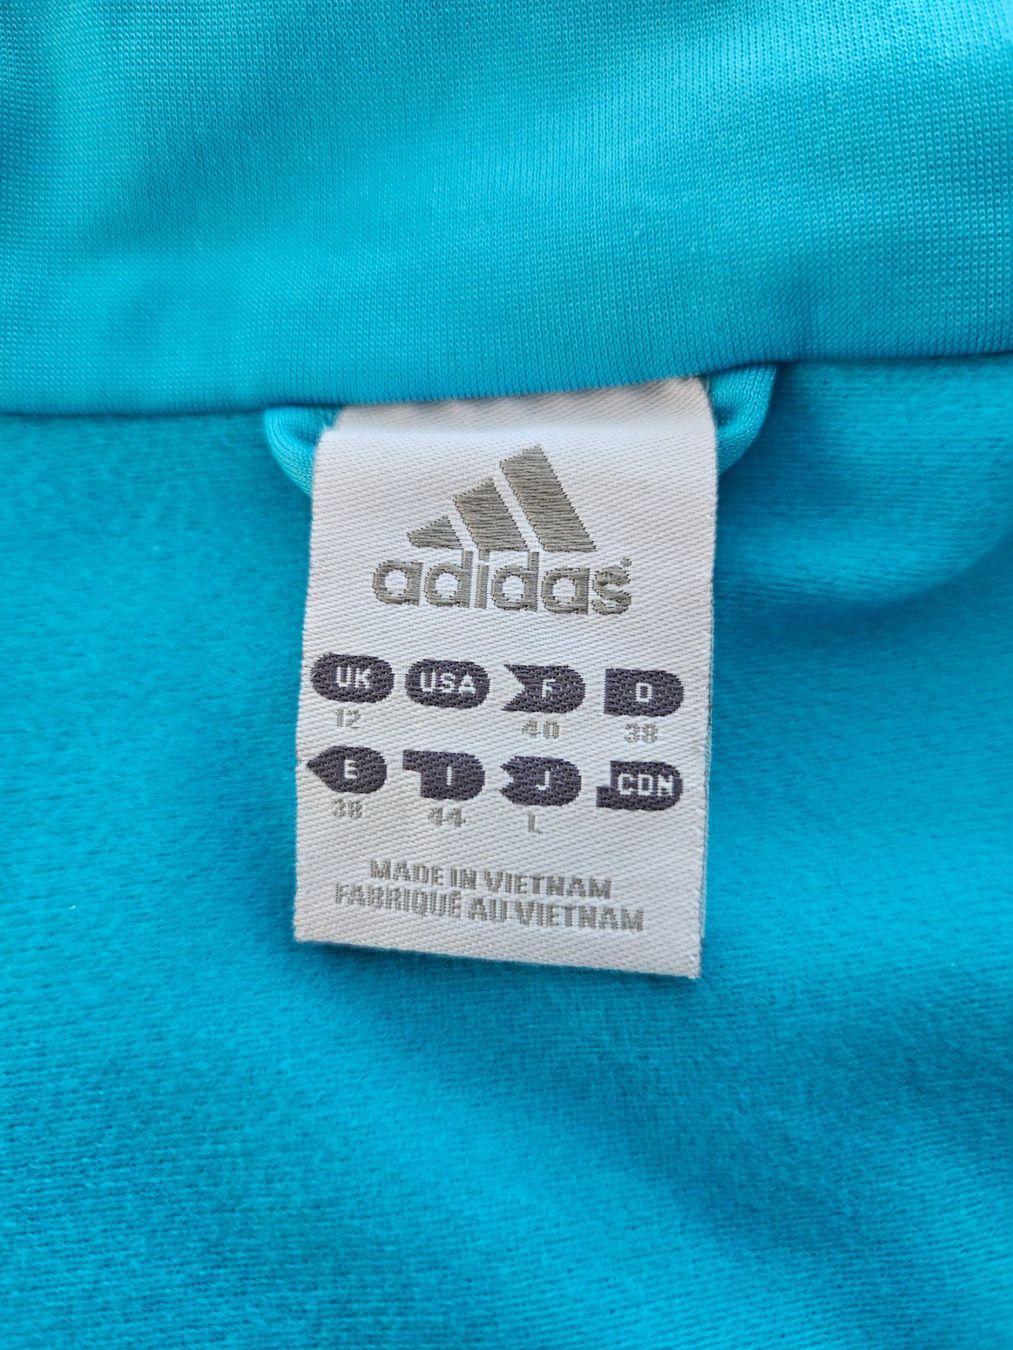 adidas®
UK USA F D
12 40 38
E I J CDN
38 44 L
MADE IN VIETNAM
FABRIQUÉ AU VIETNAM